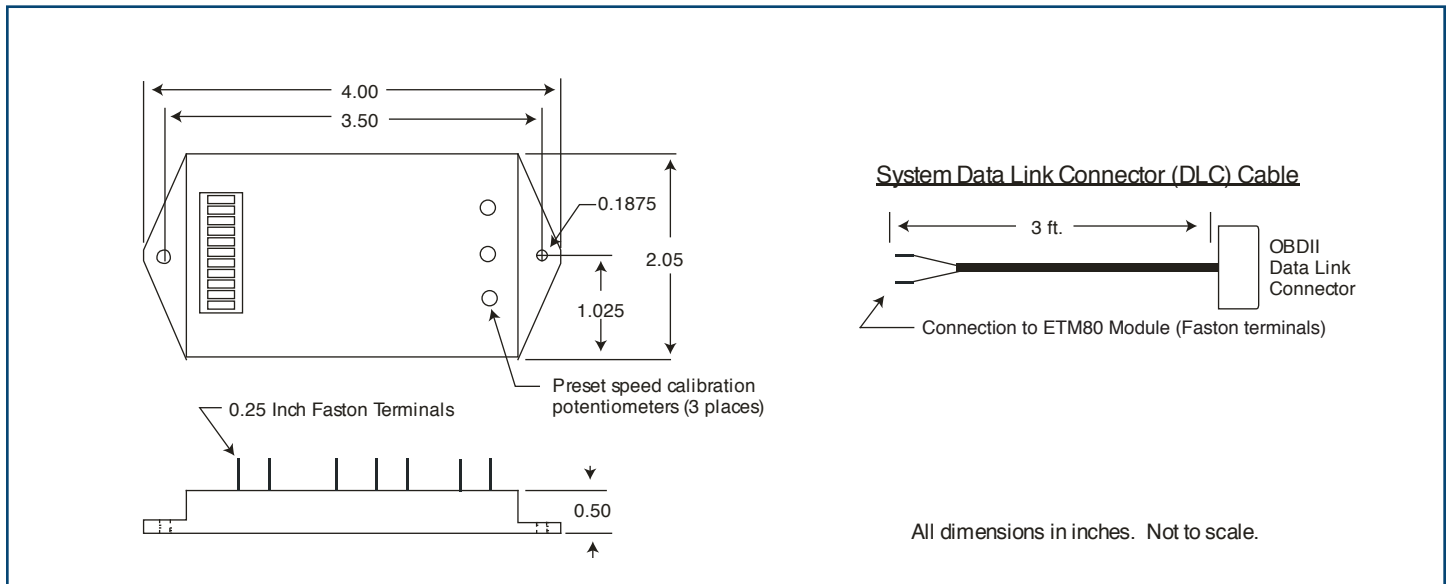 4.00
3.50
0.1875
2.05
1.025
Preset speed calibration
potentiometers (3 places)
0.25 Inch Faston Terminals
0.50
System Data Link Connector (DLC) Cable
3 ft.
OBDII
Data Link
Connector
Connection to ETM80 Module (Faston terminals)
All dimensions in inches. Not to scale.